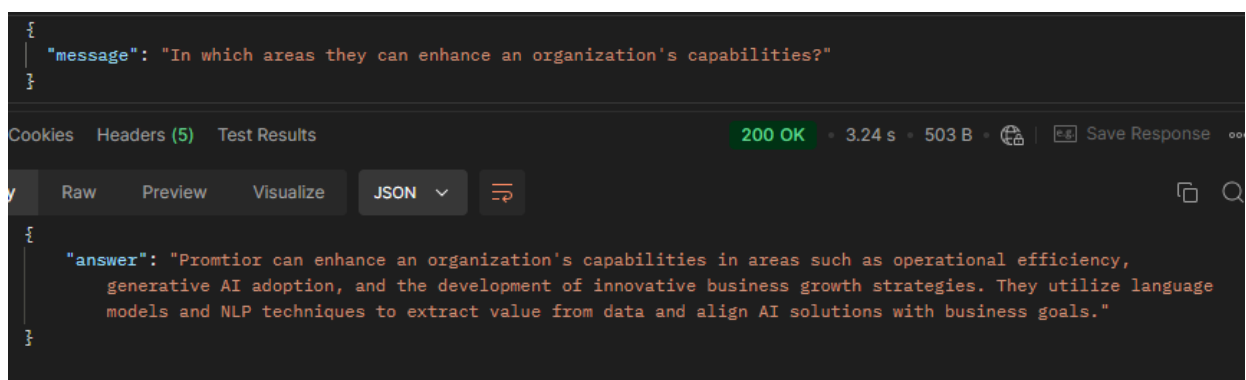 {
"message": "In which areas they can enhance an organization's capabilities?"
}
Cookies Headers (5) Test Results 200 OK • 3.24 s • 503 B • e.g. Save Response
y Raw Preview Visualize JSON
{
"answer": "Promtior can enhance an organization's capabilities in areas such as operational efficiency,
generative AI adoption, and the development of innovative business growth strategies. They utilize language
models and NLP techniques to extract value from data and align AI solutions with business goals."
}